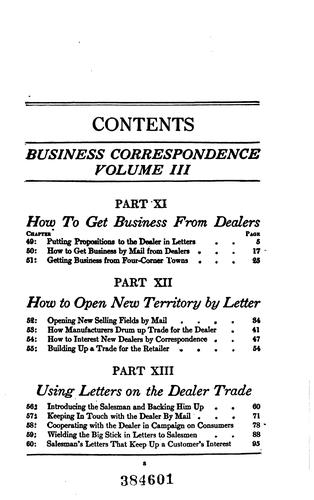 CONTENTS
BUSINESS CORRESPONDENCE
VOLUME III
PART XI
How To Get Business From Dealers
CHAPTER PAGE
49: Putting Propositions to the Dealer in Letters . . 5
50: How to Get Business by Mail from Dealers . . . 17
51: Getting Business from Four-Corner Towns . . . 25
PART XII
How to Open New Territory by Letter
52: Opening New Selling Fields by Mail . . . . 34
53: How Manufacturers Drum up Trade for the Dealer . 41
54: How to Interest New Dealers by Correspondence . . 47
55: Building Up a Trade for the Retailer . . . 54
PART XIII
Using Letters on the Dealer Trade
56: Introducing the Salesman and Backing Him Up . . 60
57: Keeping In Touch with the Dealer By Mail . . . 71
58: Cooperating with the Dealer in Campaign on Consumers 78
59: Wielding the Big Stick in Letters to Salesmen . . 88
60: Salesman's Letters That Keep Up a Customer's Interest 95
384601